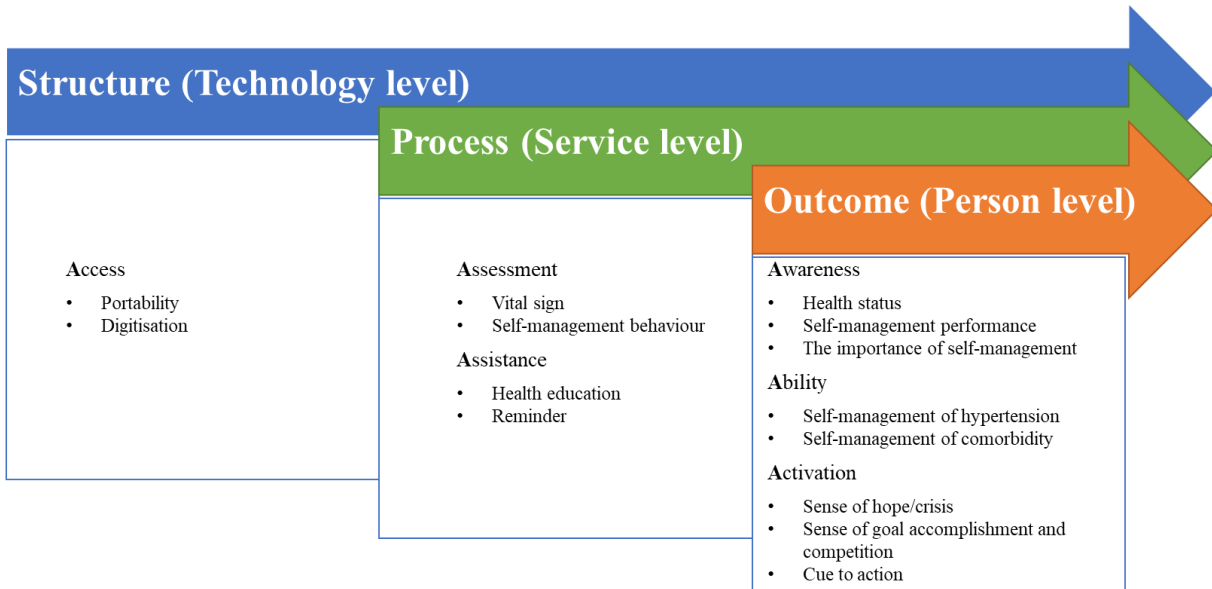 Structure (Technology level)
Process (Service level)
Outcome (Person level)
Access
• Portability
• Digitisation
Assessment
• Vital sign
• Self-management behaviour
Assistance
• Health education
• Reminder
Awareness
• Health status
• Self-management performance
• The importance of self-management
Ability
• Self-management of hypertension
• Self-management of comorbidity
Activation
• Sense of hope/crisis
• Sense of goal accomplishment and
competition
• Cue to action